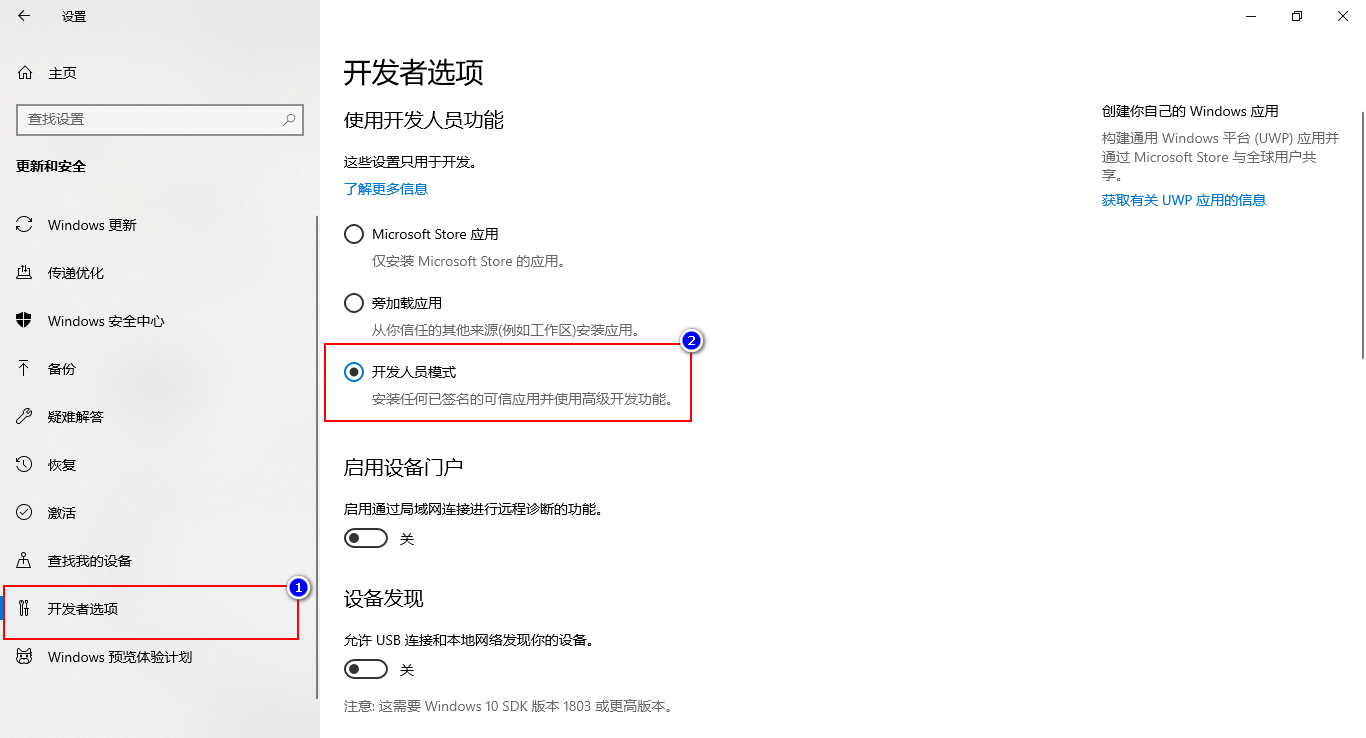 设置
主页
查找设置
更新和安全
Windows 更新
传递优化
Windows 安全中心
备份
疑难解答
恢复
激活
查找我的设备
1
开发者选项
Windows 预览体验计划
开发者选项
使用开发人员功能
这些设置只用于开发。
了解更多信息
Microsoft Store 应用
仅安装 Microsoft Store 的应用。
旁加载应用
从你信任的其他来源(例如工作区)安装应用。
2
开发人员模式
安装任何已签名的可信应用并使用高级开发功能。
启用设备门户
启用通过局域网连接进行远程诊断的功能。
关
设备发现
允许 USB 连接和本地网络发现你的设备。
关
注意: 这需要 Windows 10 SDK 版本 1803 或更高版本。
创建你自己的 Windows 应用
构建通用 Windows 平台 (UWP) 应用并
通过 Microsoft Store 与全球用户共
享。
获取有关 UWP 应用的信息